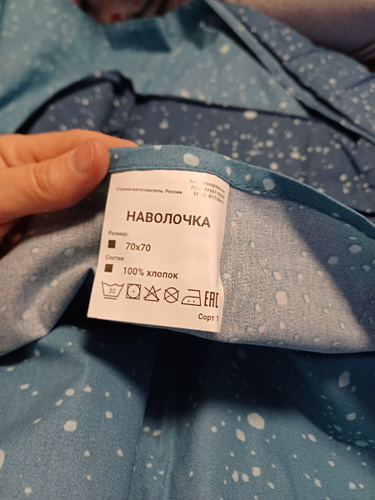 Страна-изготовитель: Россия
НАВОЛОЧКА
Размер:
70x70
Состав:
100% хлопок
30
EAC
Сорт 1